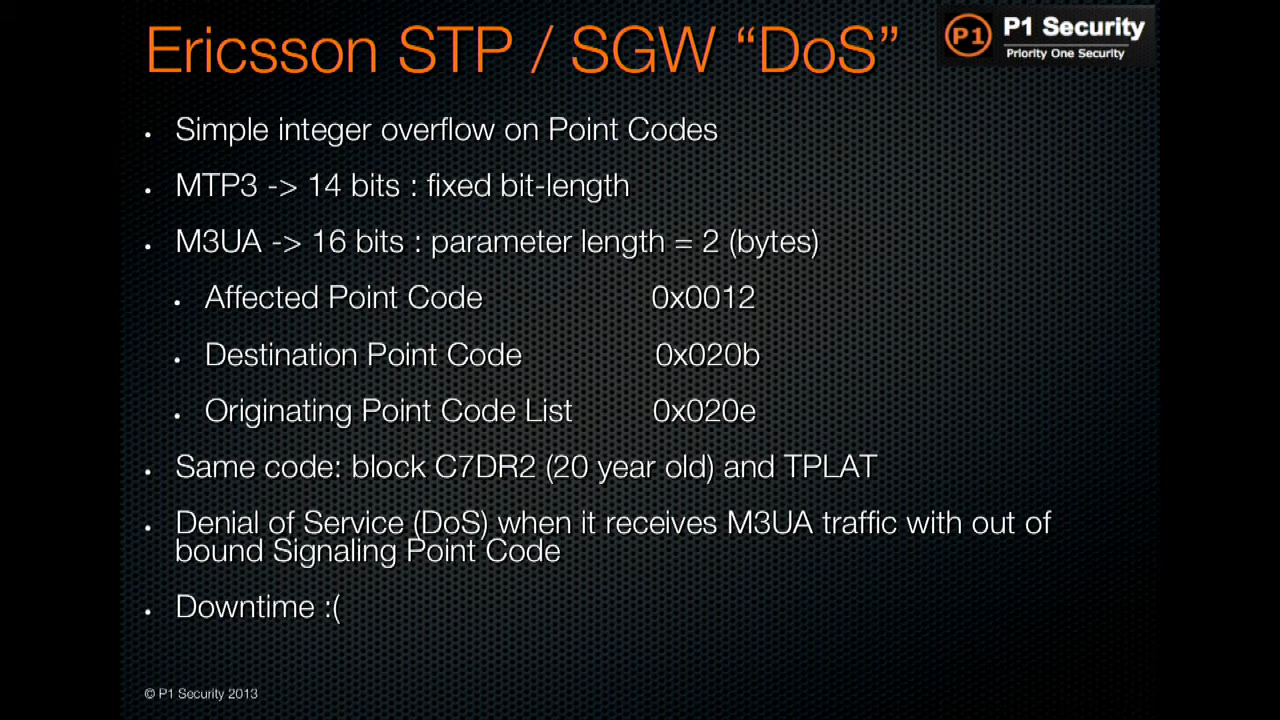 Ericsson STP / SGW “DoS”
P1 P1 Security
Priority One Security
• Simple integer overflow on Point Codes
• MTP3 -> 14 bits : fixed bit-length
• M3UA -> 16 bits : parameter length = 2 (bytes)
• Affected Point Code 0x0012
• Destination Point Code 0x020b
• Originating Point Code List 0x020e
• Same code: block C7DR2 (20 year old) and TPLAT
• Denial of Service (DoS) when it receives M3UA traffic with out of
bound Signaling Point Code
• Downtime :(
© P1 Security 2013